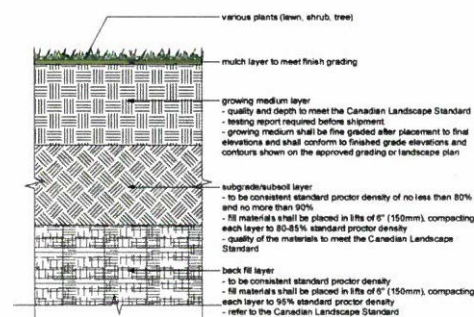 various plants (lawn, shrub, tree)
mulch layer to meet finish grading
growing medium layer
- quality and depth to meet the Canadian Landscape Standard
- testing report required before shipment
- growing medium shall be fine graded after placement to final
elevations and shall conform to finished grade elevations and
contours shown on the approved grading or landscape plan
subgrade/subsoil layer
- to be consistent standard proctor density of no less than 80%
and no more than 90%
- fill materials shall be placed in lifts of 6" (150mm), compacting
each layer to 80-85% standard proctor density
- quality of the materials to meet the Canadian Landscape
Standard
back fill layer
- to be consistent standard proctor density
- fill materials shall be placed in lifts of 6" (150mm), compacting
each layer to 95% standard proctor density
- refer to the Canadian Landscape Standard